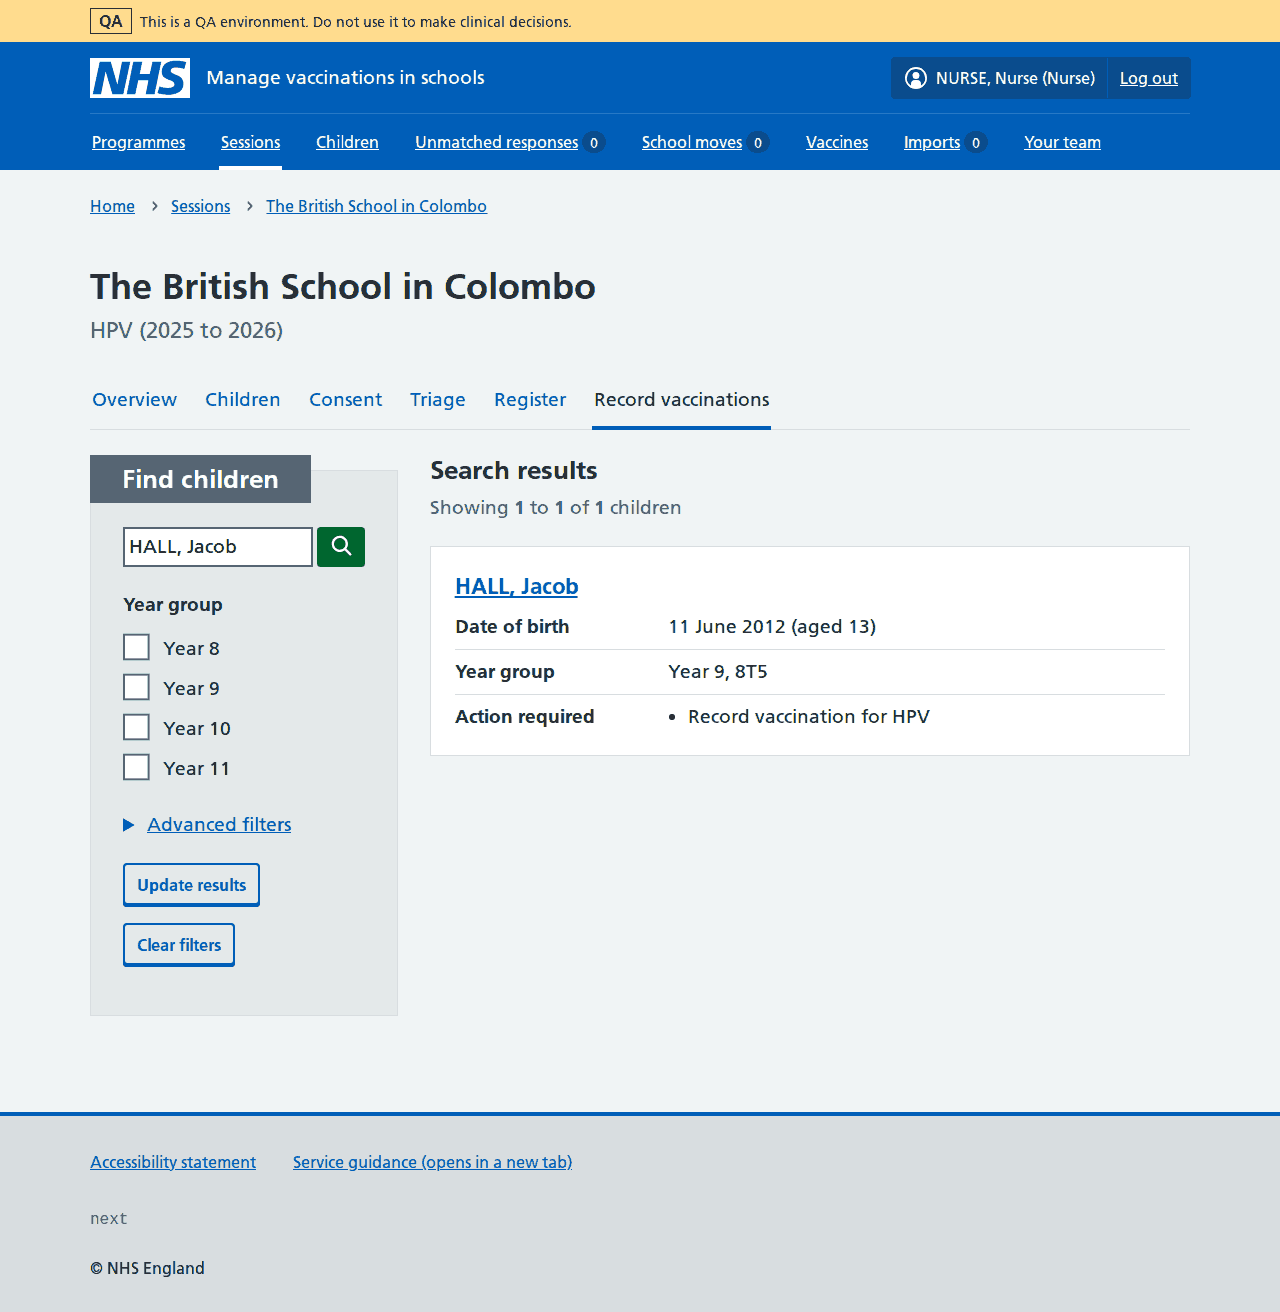 QA This is a QA environment. Do not use it to make clinical decisions.
NHS Manage vaccinations in schools NURSE, Nurse (Nurse) Log out
Programmes Sessions Children Unmatched responses 0 School moves 0 Vaccines Imports 0 Your team
Home Sessions The British School in Colombo
The British School in Colombo
HPV (2025 to 2026)
Overview Children Consent Triage Register Record vaccinations
Find children
HALL, Jacob
Year group
Year 8
Year 9
Year 10
Year 11
Advanced filters
Update results
Clear filters
Search results
Showing 1 to 1 of 1 children
HALL, Jacob
Date of birth 11 June 2012 (aged 13)
Year group Year 9, 8T5
Action required • Record vaccination for HPV
Accessibility statement Service guidance (opens in a new tab)
next
© NHS England